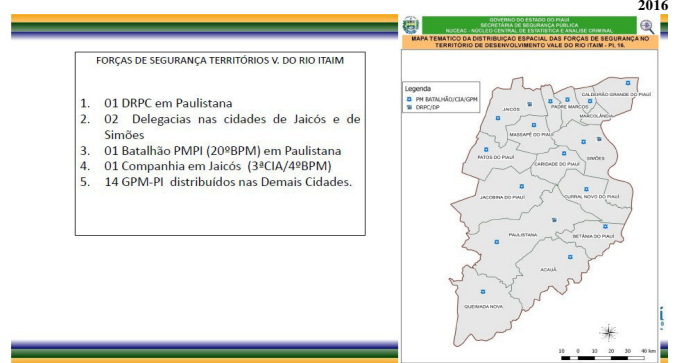 2016
FORÇAS DE SEGURANÇA TERRITÓRIOS V. DO RIO ITAIM
1. 01 DRPC em Paulistana
2. 02 Delegacias nas cidades de Jaicós e de
Simões
3. 01 Batalhão PMPI (20ºBPM) em Paulistana
4. 01 Companhia em Jaicós (3ªCIA/4ºBPM)
5. 14 GPM-PI distribuídos nas Demais Cidades.
GOVERNO DO ESTADO DO PIAUÍ
SECRETARIA DE SEGURANÇA PÚBLICA
NUCEAC - NÚCLEO CENTRAL DE ESTATÍSTICA E ANÁLISE CRIMINAL
MAPA TEMATICO DA DISTRIBUIÇAO ESPACIAL DAS FORÇAS DE SEGURANÇA NO
TERRITÓRIO DE DESENVOLVIMENTO VALE DO RIO ITAIM - PI, 16.
Legenda
PM BATALHÃO/CIA/GPM
DRPC/DP
CALDEIRÃO GRANDE DO PIAUÍ
JAICÓS
PADRE MARCOS
MARCOLÂNDIA
MASSAPÊ DO PIAUÍ
PATOS DO PIAUÍ
CARIDADE DO PIAUÍ
SIMÕES
JACOBINA DO PIAUÍ
CURRAL NOVO DO PIAUÍ
PAULISTANA
BETÂNIA DO PIAUÍ
ACAUÃ
QUEIMADA NOVA
10 0 10 20 30 40 km